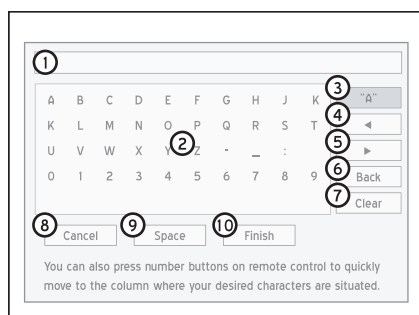 1
A B C D E F G H J K
K L M N O P Q R S T
U V W X Y Z - _ :
0 1 2 3 4 5 6 7 8 9
2
3 "A"
4 ◄
5 ►
6 Back
7 Clear
8 Cancel
9 Space
10 Finish
You can also press number buttons on remote control to quickly
move to the column where your desired characters are situated.